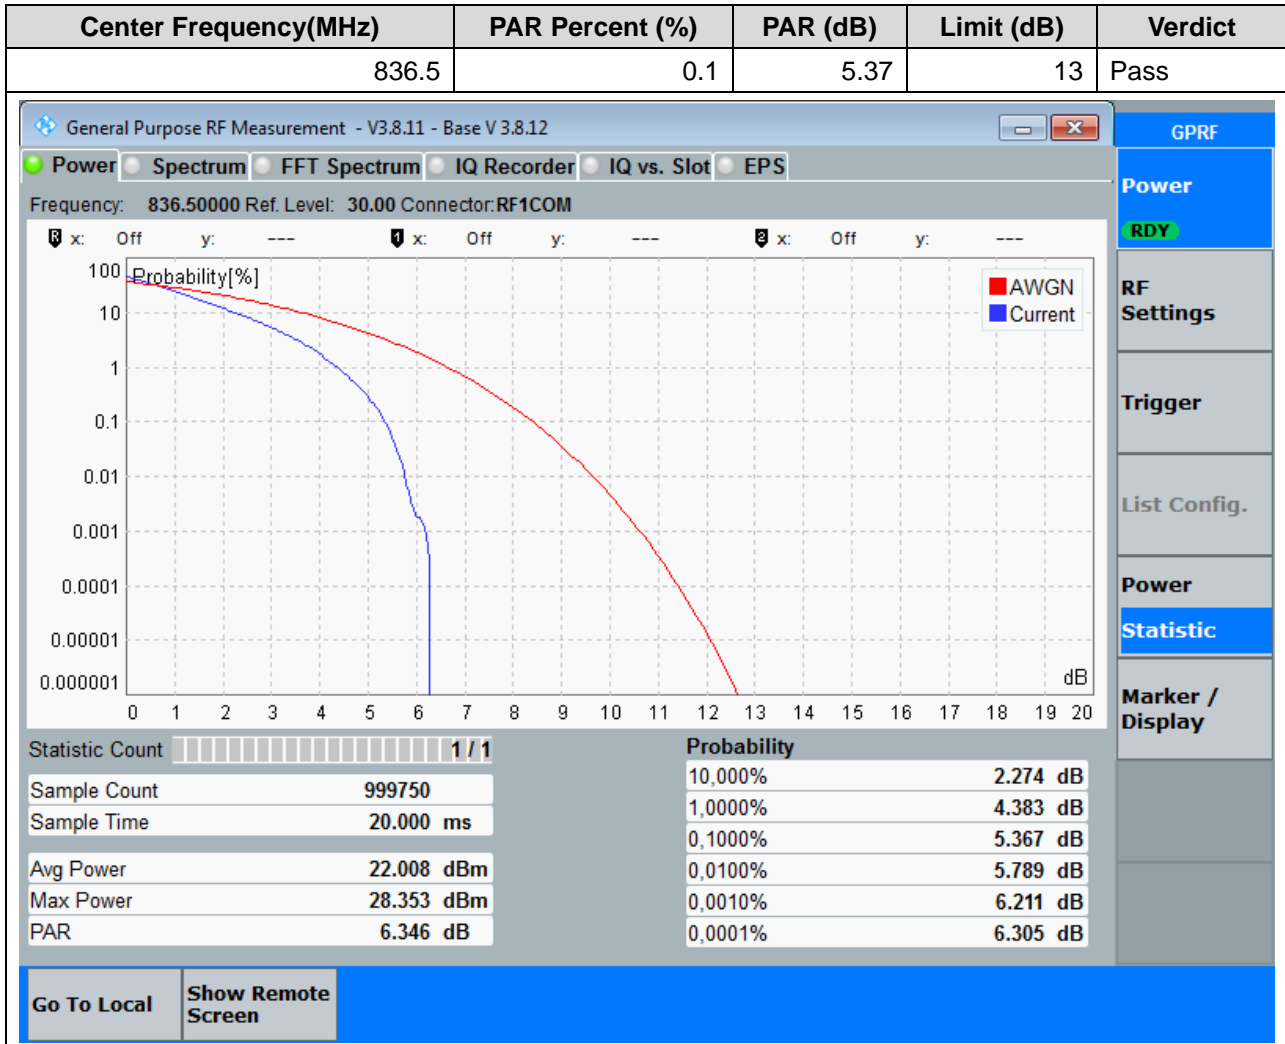 Center Frequency(MHz) PAR Percent (%) PAR (dB) Limit (dB) Verdict
836.5 0.1 5.37 13 Pass
General Purpose RF Measurement - V3.8.11 - Base V 3.8.12
GPRF
Power Spectrum FFT Spectrum IQ Recorder IQ vs. Slot EPS
Power
RDY
Frequency: 836.50000 Ref. Level: 30.00 Connector:RF1COM
R x: Off y: --- 1 x: Off y: --- 2 x: Off y: ---
Probability[%]
AWGN
Current
100
10
1
0.1
0.01
0.001
0.0001
0.00001
0.000001
dB
0 1 2 3 4 5 6 7 8 9 10 11 12 13 14 15 16 17 18 19 20
RF
Settings
Trigger
List Config.
Power
Statistic
Marker /
Display
Statistic Count 1 / 1
Sample Count 999750
Sample Time 20.000 ms
Avg Power 22.008 dBm
Max Power 28.353 dBm
PAR 6.346 dB
Probability
10,000% 2.274 dB
1,0000% 4.383 dB
0,1000% 5.367 dB
0,0100% 5.789 dB
0,0010% 6.211 dB
0,0001% 6.305 dB
Go To Local
Show Remote
Screen